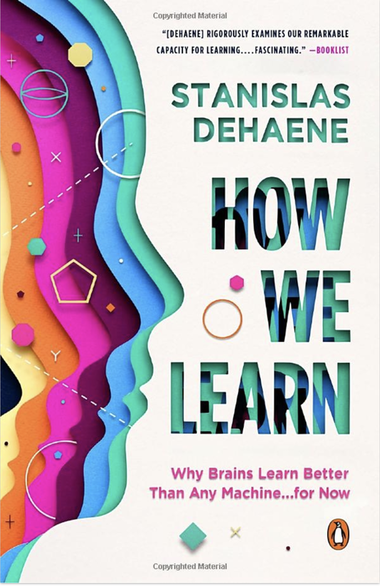 Copyrighted Material
"[DEHAENE] RIGOROUSLY EXAMINES OUR REMARKABLE
CAPACITY FOR LEARNING....FASCINATING." —BOOKLIST
STANISLAS
DEHAENE
HOW
WE
LEARN
Why Brains Learn Better
Than Any Machine...for Now
Copyrighted Material